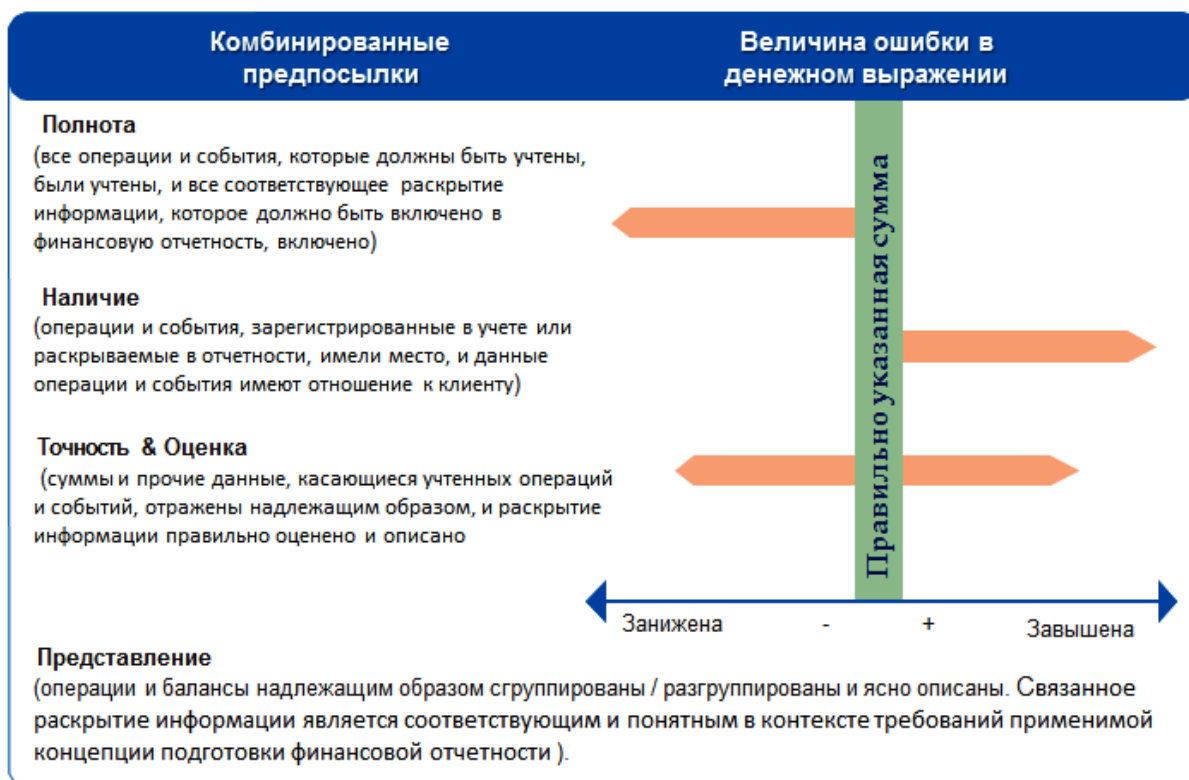 Комбинированные
предпосылки
Величина ошибки в
денежном выражении
Полнота
(все операции и события, которые должны быть учтены,
были учтены, и все соответствующее раскрытие
информации, которое должно быть включено в
финансовую отчетность, включено)
Наличие
(операции и события, зарегистрированные в учете или
раскрываемые в отчетности, имели место, и данные
операции и события имеют отношение к клиенту)
Точность & Оценка
(суммы и прочие данные, касающиеся учтенных операций
и событий, отражены надлежащим образом, и раскрытие
информации правильно оценено и описано
Правильно указанная сумма
Занижена - + Завышена
Представление
(операции и балансы надлежащим образом сгруппированы / разгруппированы и ясно описаны. Связанное
раскрытие информации является соответствующим и понятным в контексте требований применимой
концепции подготовки финансовой отчетности ).